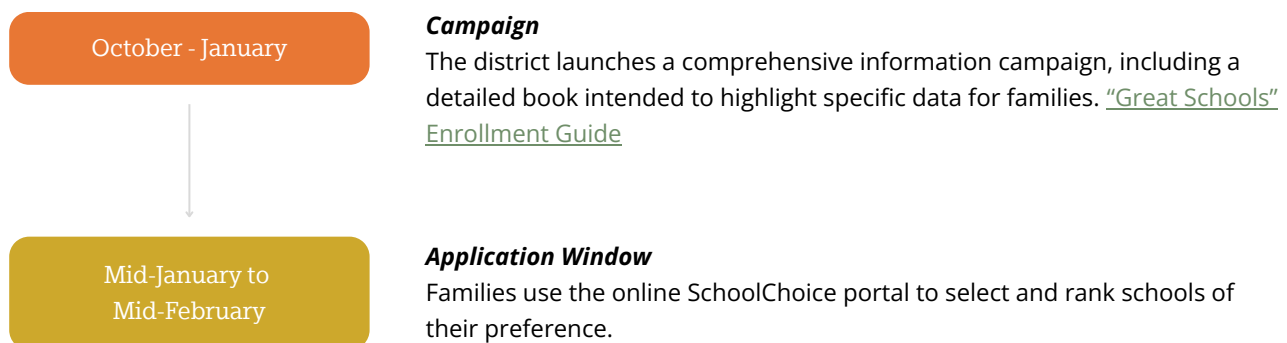 October - January
Campaign
The district launches a comprehensive information campaign, including a
detailed book intended to highlight specific data for families. “Great Schools”
Enrollment Guide
Mid-January to
Mid-February
Application Window
Families use the online SchoolChoice portal to select and rank schools of
their preference.